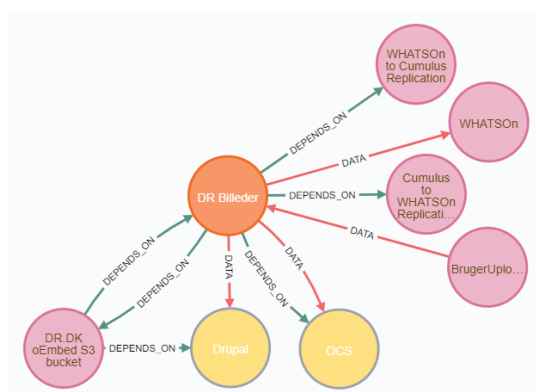 WHATSOn
to Cumulus
Replication
DEPENDS_ON
WHATSOn
DATA
DR Billeder
DEPENDS_ON
Cumulus
to
WHATSOn
Replicati...
DATA
BrugerUplo...
DEPENDS_ON
DEPENDS_ON
DATA
DEPENDS_ON
DATA
DR.DK
oEmbed S3
bucket
DEPENDS_ON
Drupal
OCS